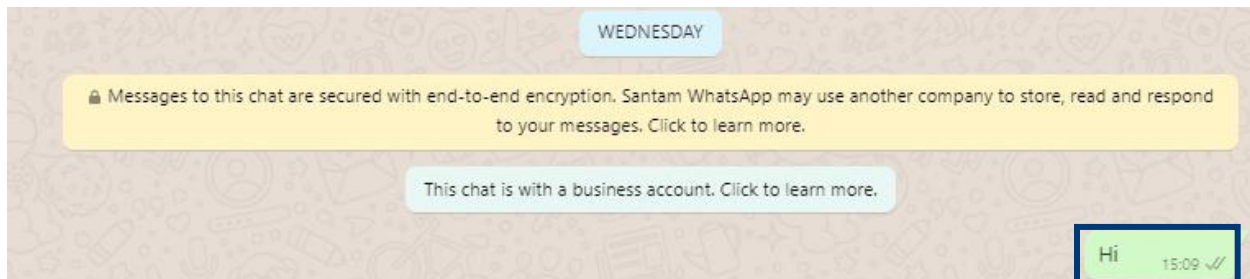 WEDNESDAY
Messages to this chat are secured with end-to-end encryption. Santam WhatsApp may use another company to store, read and respond
to your messages. Click to learn more.
This chat is with a business account. Click to learn more.
Hi
15:09